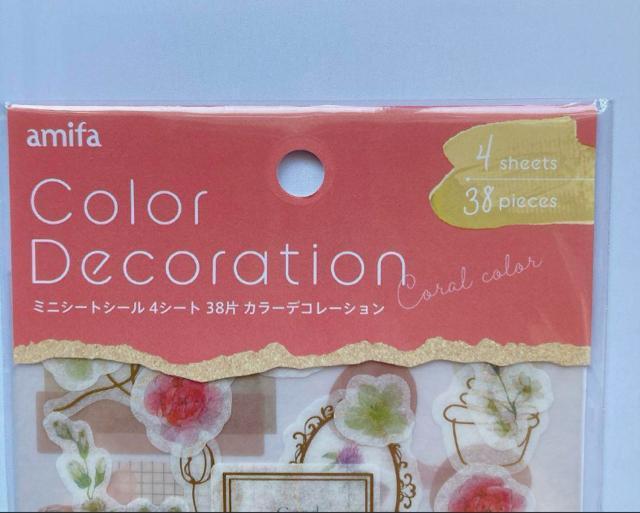 amifa
4 sheets
38 pieces
Color
Decoration
Coral color
ミニシートシール 4シート 38片 カラーデコレーション